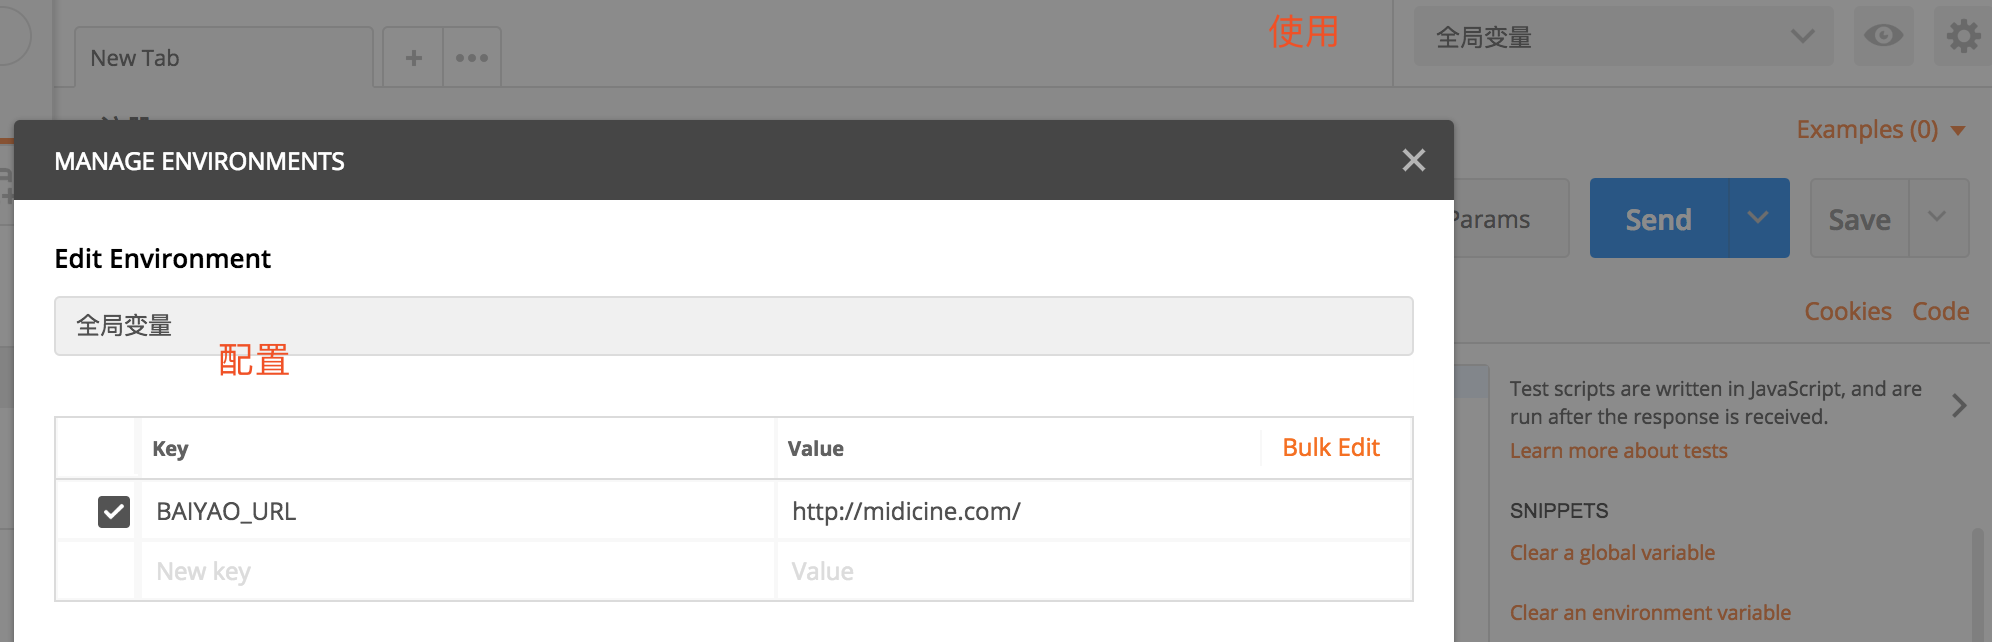 使用
全局变量
New Tab
Examples (0)
MANAGE ENVIRONMENTS
Params
Send
Save
Edit Environment
Cookies
Code
全局变量
配置
Test scripts are written in JavaScript, and are
run after the response is received.
Learn more about tests
Key
Value
Bulk Edit
BAIYAO_URL
http://midicine.com/
SNIPPETS
Clear a global variable
New key
Value
Clear an environment variable